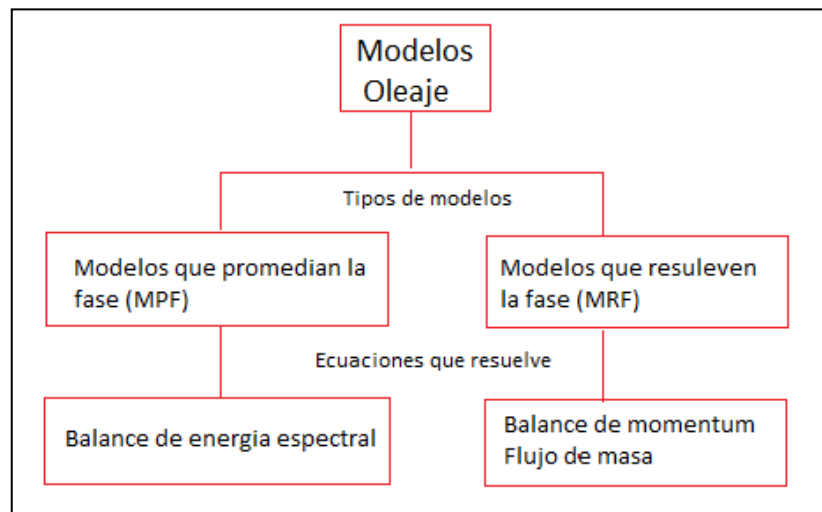 Modelos
Oleaje
Tipos de modelos
Modelos que promedian la
fase (MPF)
Modelos que resuleven
la fase (MRF)
Ecuaciones que resuelve
Balance de energia espectral
Balance de momentum
Flujo de masa